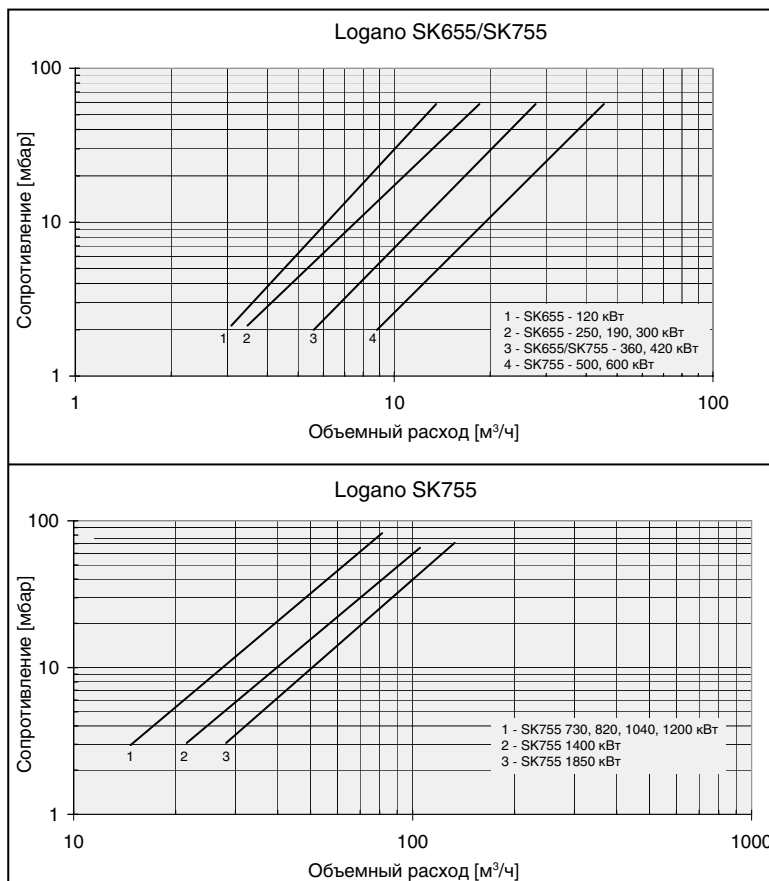 Logano SK655/SK755
100
10
1
Сопротивление [мбар]
1 2 3 4
1 - SK655 - 120 кВт
2 - SK655 - 250, 190, 300 кВт
3 - SK655/SK755 - 360, 420 кВт
4 - SK755 - 500, 600 кВт
1 10 100
Объемный расход [м³/ч]
Logano SK755
100
10
1
Сопротивление [мбар]
1 2 3
1 - SK755 730, 820, 1040, 1200 кВт
2 - SK755 1400 кВт
3 - SK755 1850 кВт
10 100 1000
Объемный расход [м³/ч]